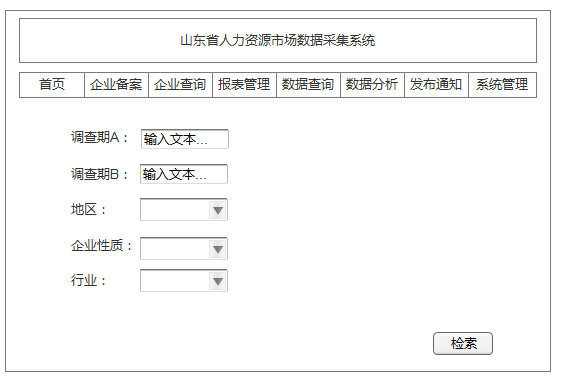 山东省人力资源市场数据采集系统
首页 企业备案 企业查询 报表管理 数据查询 数据分析 发布通知 系统管理
调查期A： 输入文本...
调查期B： 输入文本...
地区：
企业性质：
行业：
检索